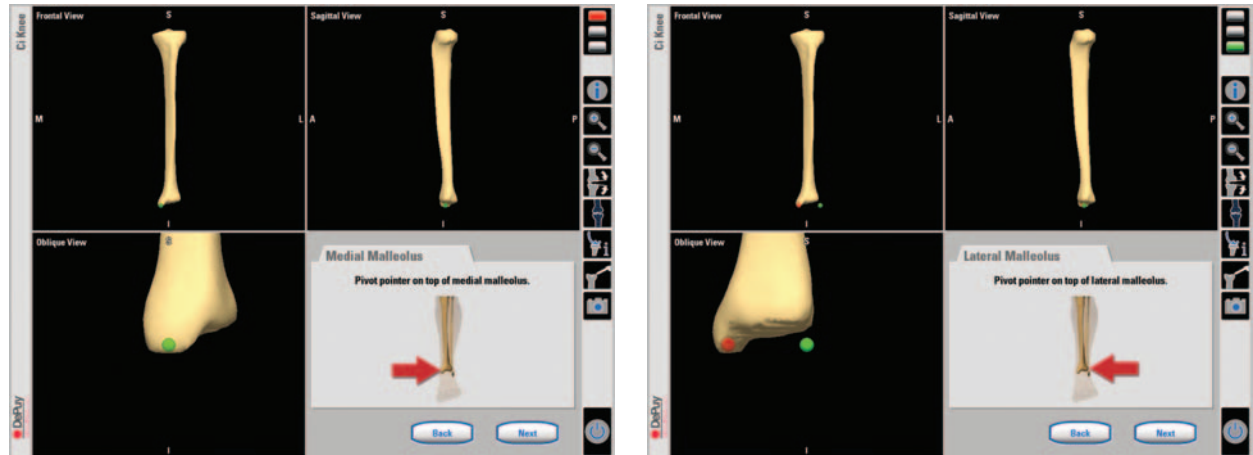 Ci Knee
Frontal View
S
M
L
I
Sagittal View
S
A
P
I
Oblique View
S
I
Medial Malleolus
Pivot pointer on top of medial malleolus.
Back
Next
DePuy
i
i
Ci Knee
Frontal View
S
M
L
I
Sagittal View
S
A
P
I
Oblique View
S
I
Lateral Malleolus
Pivot pointer on top of lateral malleolus.
Back
Next
DePuy
i
i